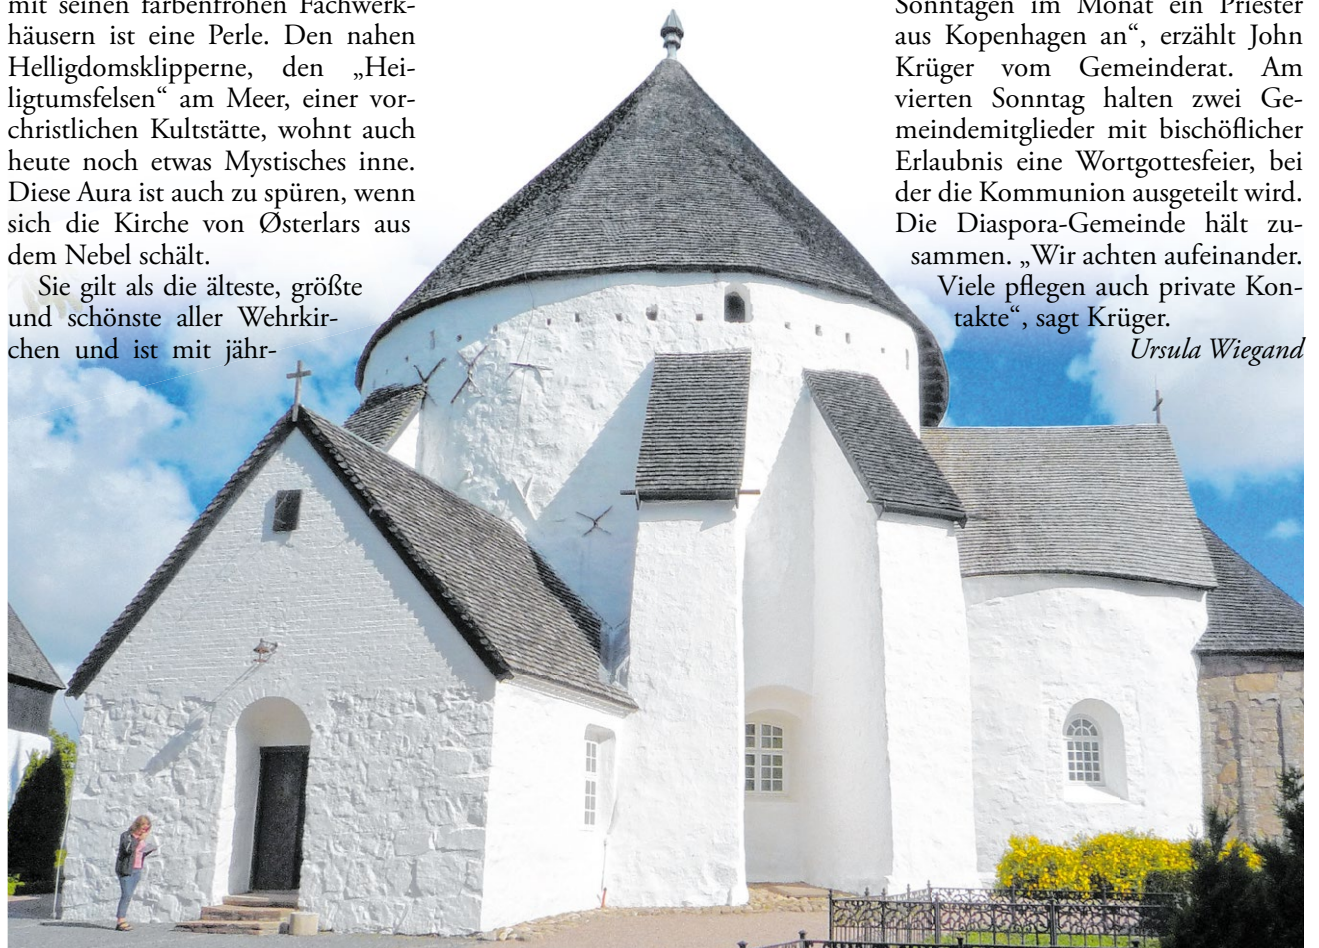 mit seinen farbenfrohen Fachwerk-
häusern ist eine Perle. Den nahen
Helligdomsklipperne, den „Hei-
ligtumsfelsen“ am Meer, einer vor-
christlichen Kultstätte, wohnt auch
heute noch etwas Mystisches inne.
Diese Aura ist auch zu spüren, wenn
sich die Kirche von Østerlars aus
dem Nebel schält.
Sie gilt als die älteste, größte
und schönste aller Wehrkir-
chen und ist mit jähr-
Sonntagen im Monat ein Priester
aus Kopenhagen an“, erzählt John
Krüger vom Gemeinderat. Am
vierten Sonntag halten zwei Ge-
meindemitglieder mit bischöflicher
Erlaubnis eine Wortgottesfeier, bei
der die Kommunion ausgeteilt wird.
Die Diaspora-Gemeinde hält zu-
sammen. „Wir achten aufeinander.
Viele pflegen auch private Kon-
takte“, sagt Krüger.
Ursula Wiegand